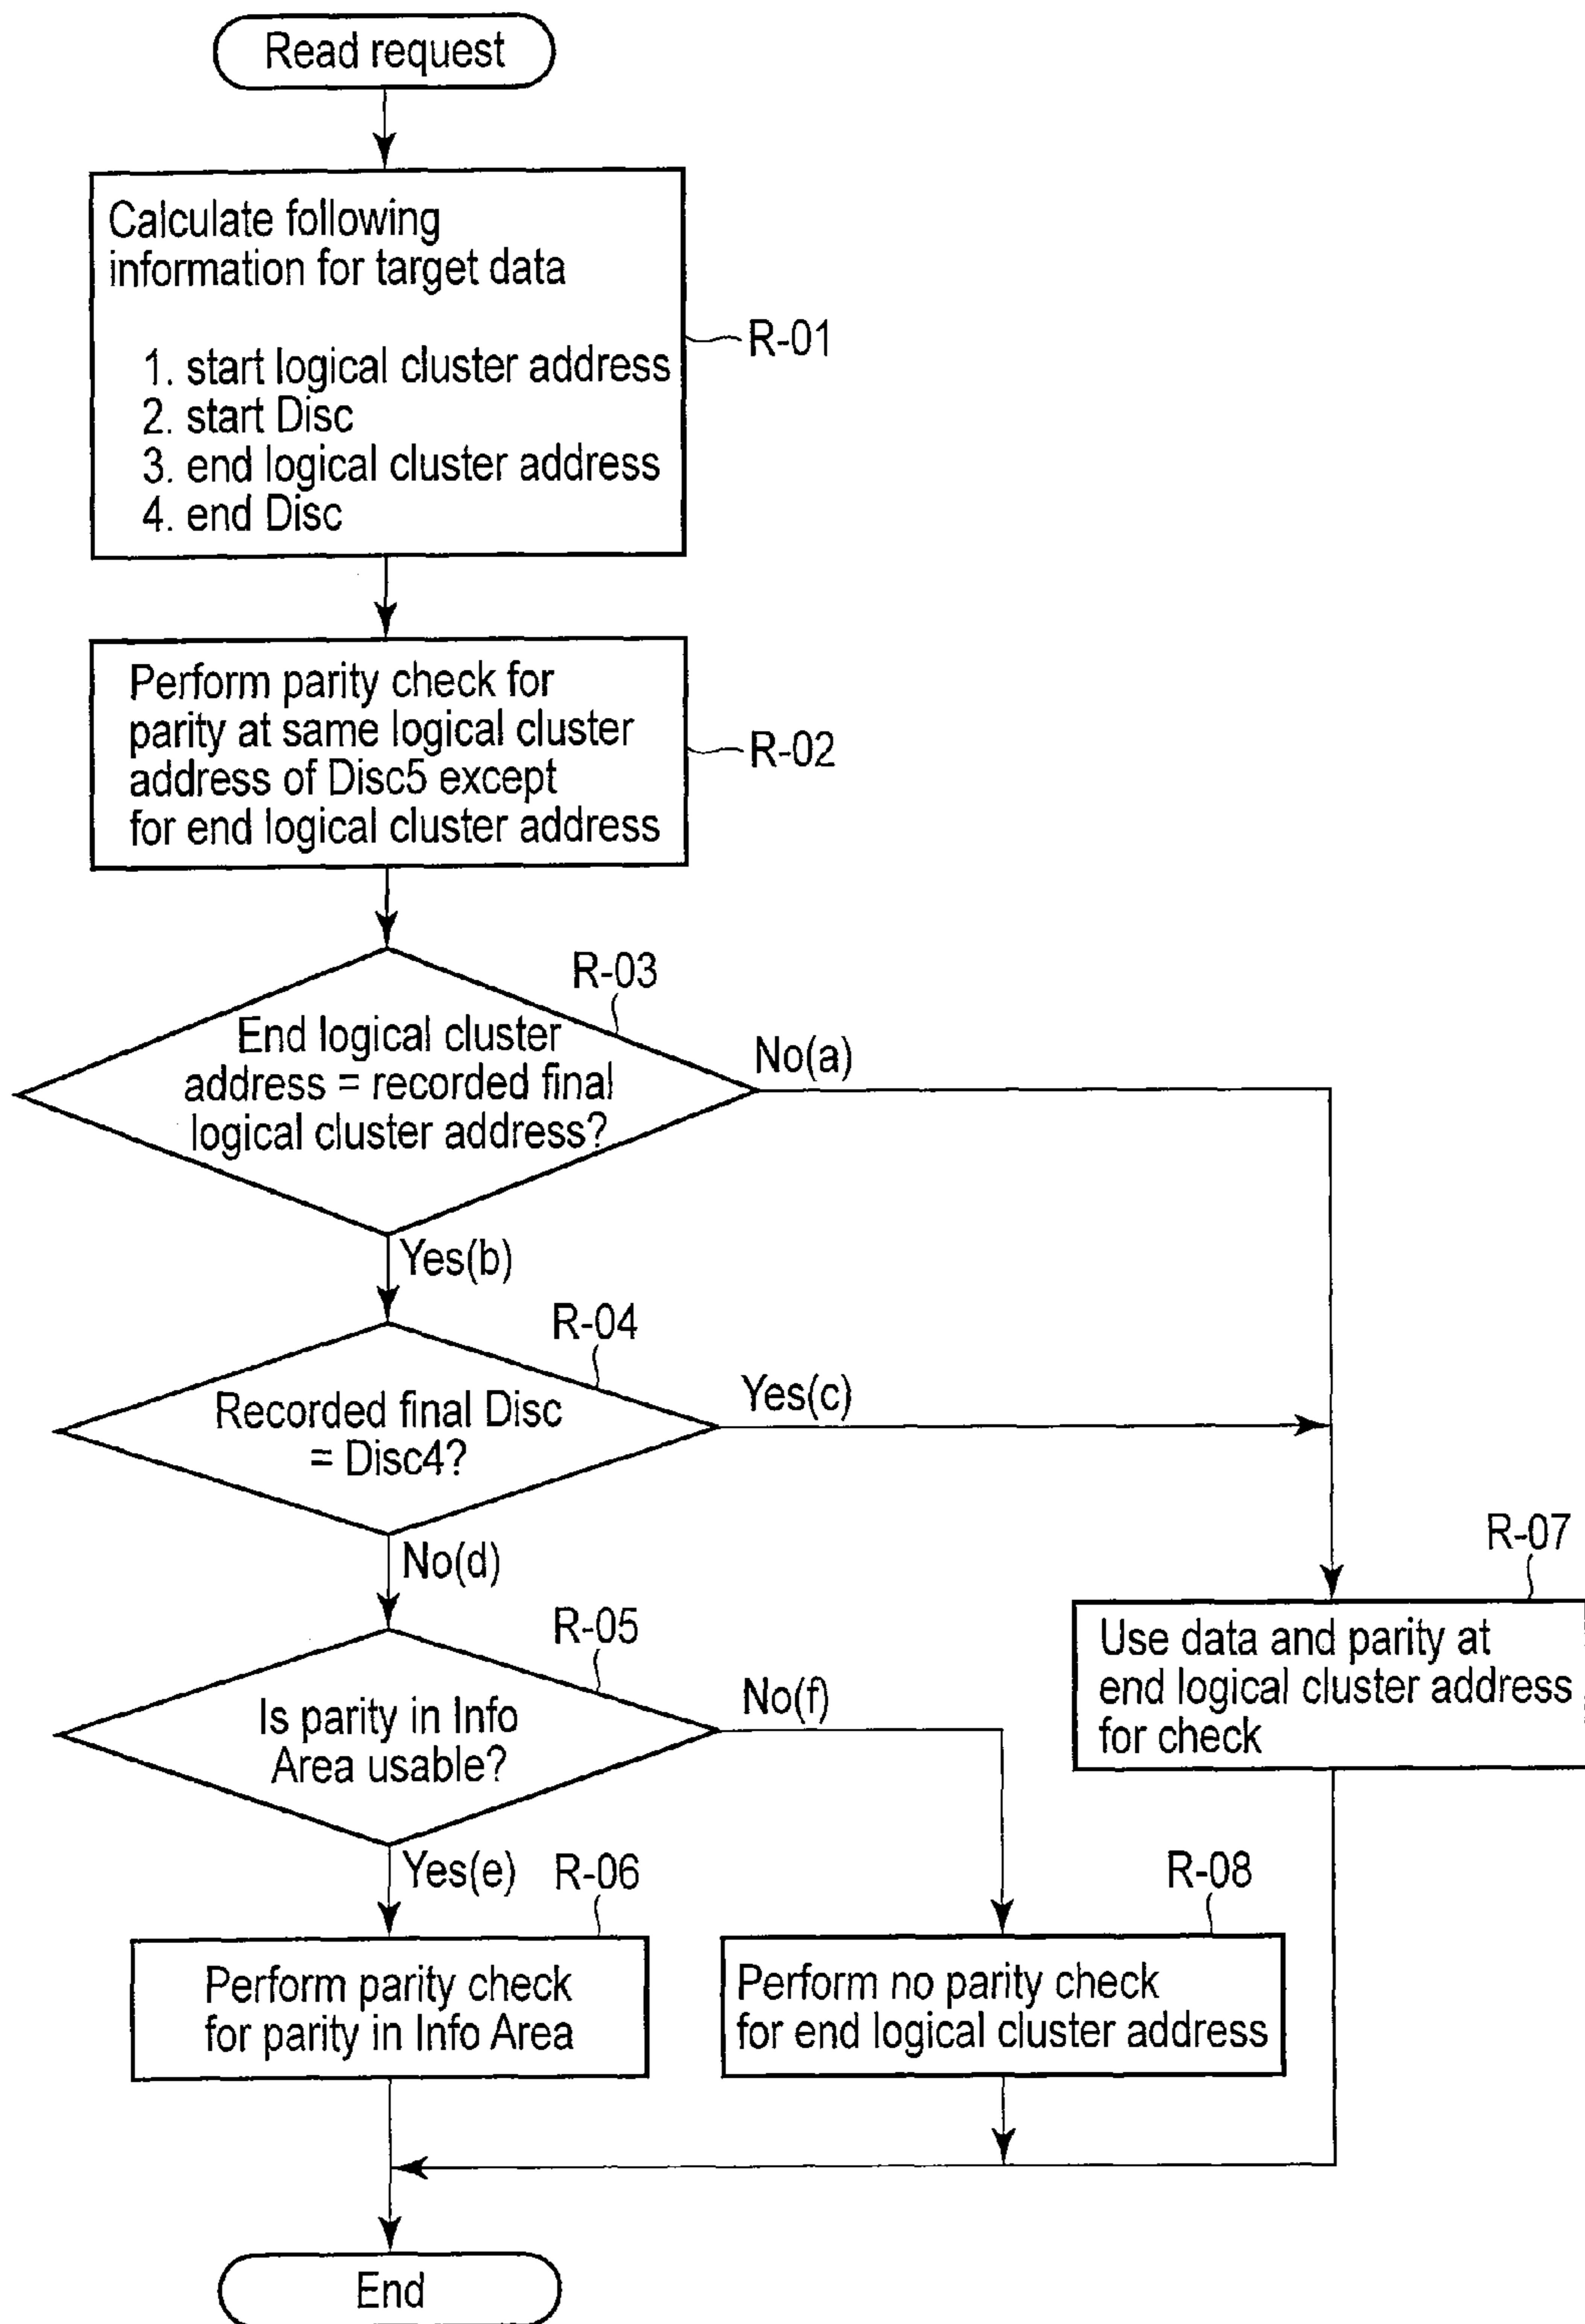 Read request
Calculate following
information for target data
1. start logical cluster address
2. start Disc
3. end logical cluster address
4. end Disc
R-01
Perform parity check for
parity at same logical cluster
address of Disc5 except
for end logical cluster address
R-02
R-03
End logical cluster
address = recorded final
logical cluster address?
No(a)
Yes(b)
R-04
Recorded final Disc
= Disc4?
Yes(c)
No(d)
R-05
Is parity in Info
Area usable?
No(f)
R-07
Use data and parity at
end logical cluster address
for check
Yes(e)
R-06
Perform parity check
for parity in Info Area
R-08
Perform no parity check
for end logical cluster address
End